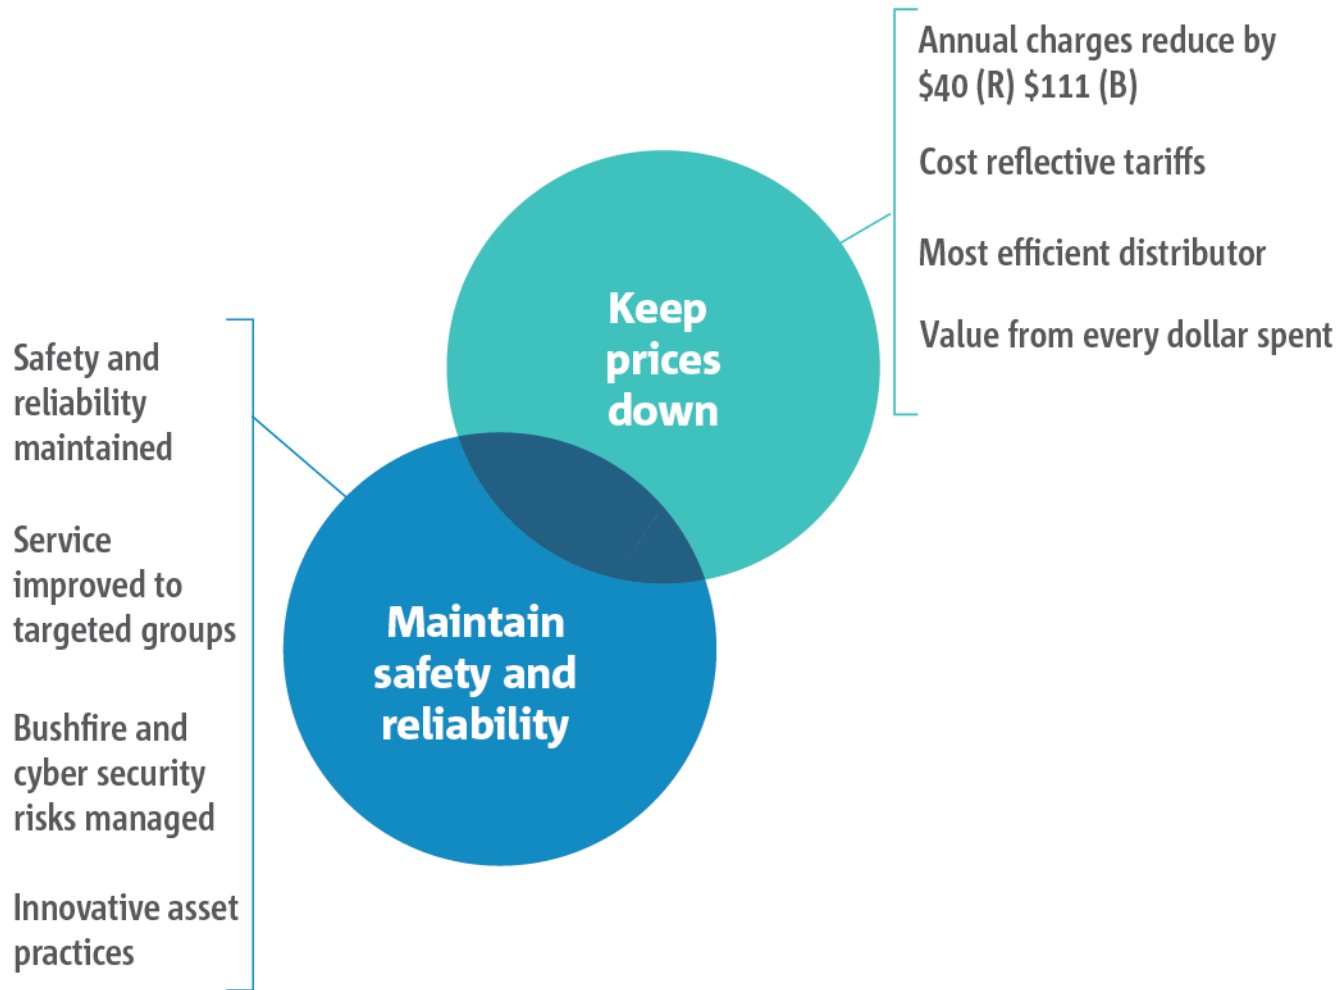 Annual charges reduce by
$40 (R) $111 (B)
Cost reflective tariffs
Most efficient distributor
Value from every dollar spent
Keep
prices
down
Safety and
reliability
maintained
Service
improved to
targeted groups
Bushfire and
cyber security
risks managed
Innovative asset
practices
Maintain
safety and
reliability